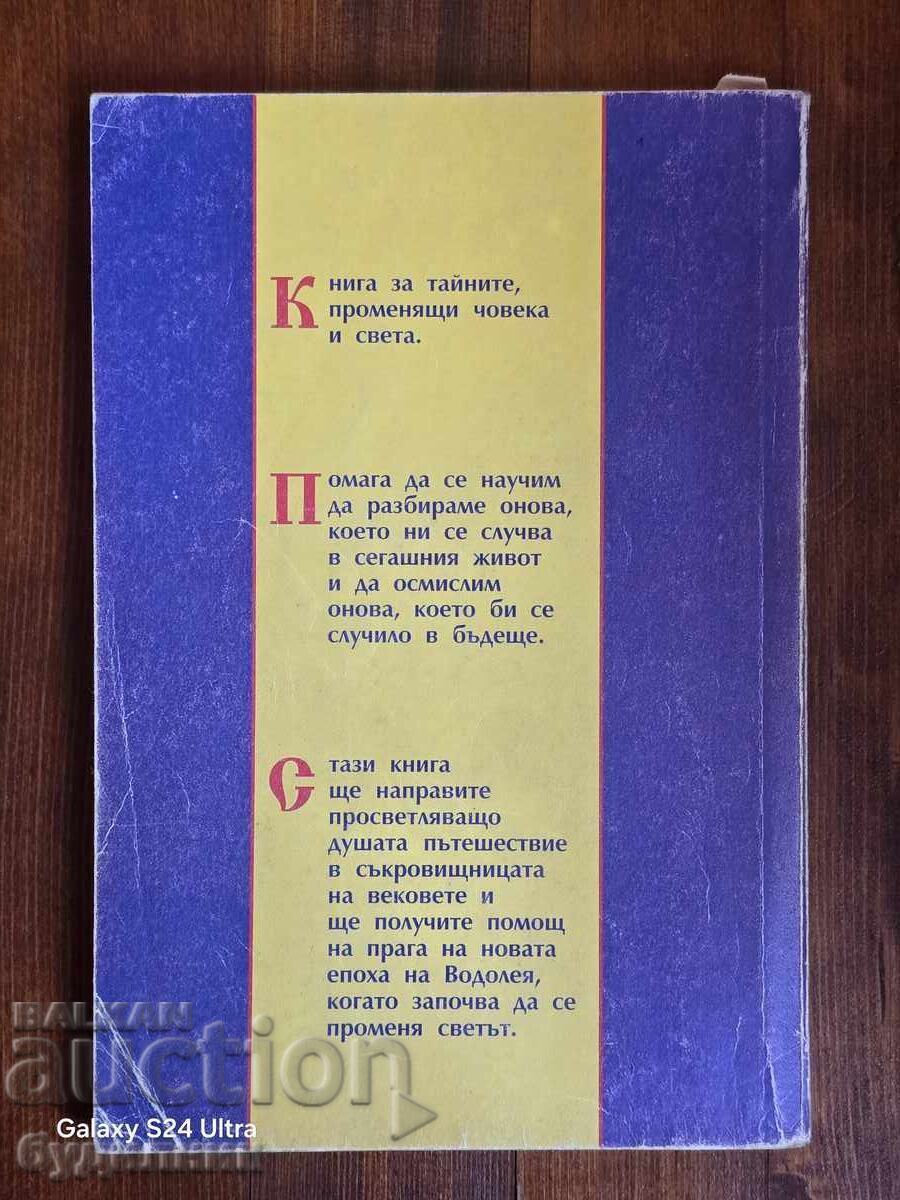 Книга за тайните,
променящи човека
и света.
Помага да се научим
да разбираме онова,
което ни се случва
в сегашния живот
и да осмислим
онова, което би се
случило в бъдеще.
С тази книга
ще направите
просветляващо
душата пътешествие
в съкровищницата
на вековете и
ще получите помощ
на прага на новата
епоха на Водолея,
когато започва да се
променя светът.
BALKAN
auction
Galaxy S24 Ultra
будилник